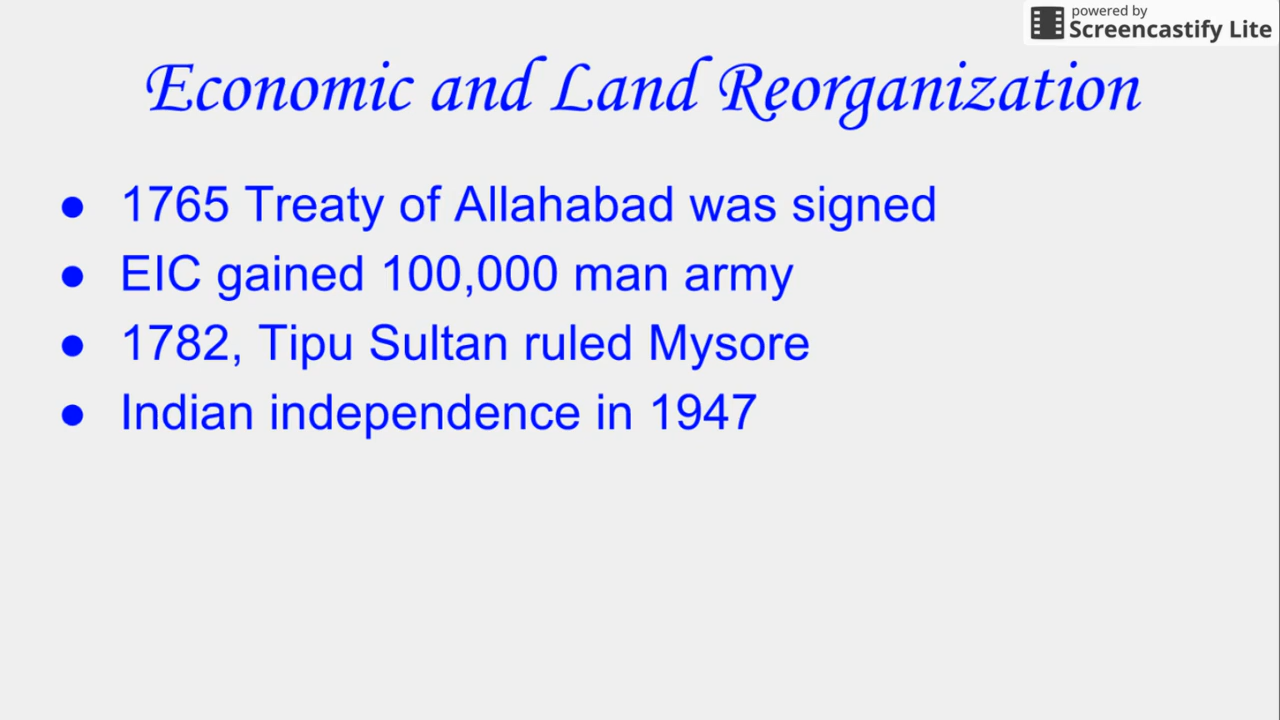 powered by
Screencastify Lite
Economic and Land Reorganization
● 1765 Treaty of Allahabad was signed
● EIC gained 100,000 man army
● 1782, Tipu Sultan ruled Mysore
● Indian independence in 1947